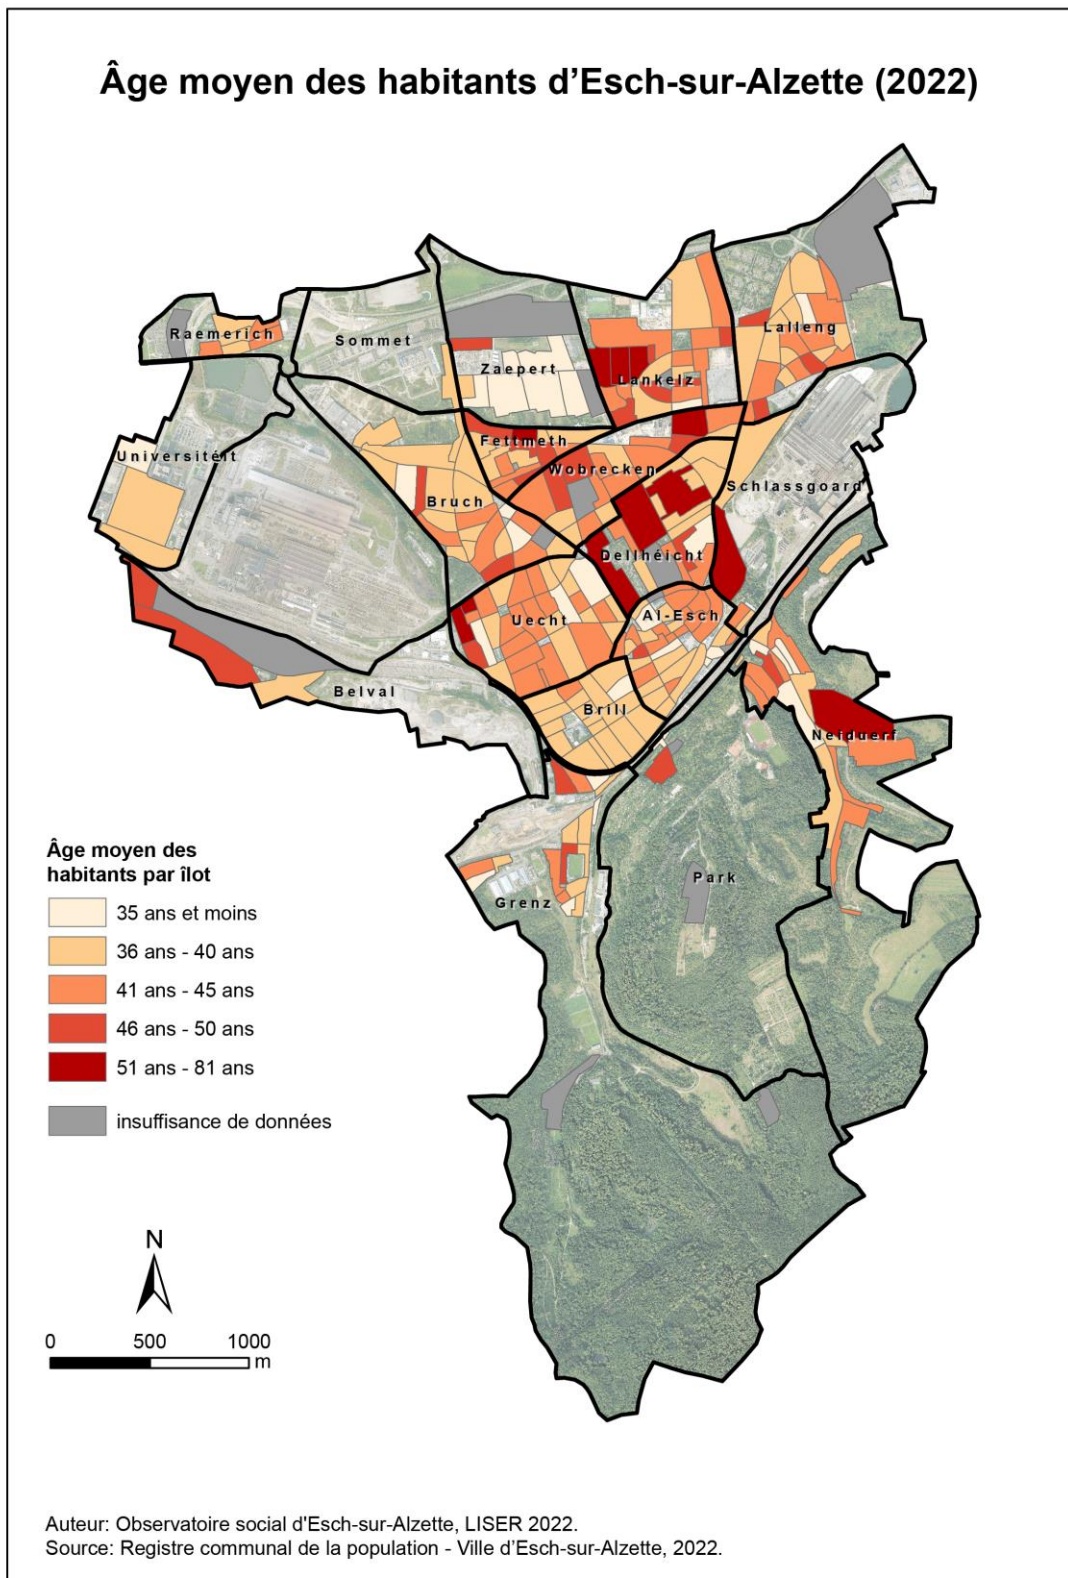 Âge moyen des habitants d'Esch-sur-Alzette (2022)
Raemerich
Sommet
Zaepert
Lankelz
Lalleng
Universitéit
Fettmeth
Wobrecken
Bruch
Schlassgoard
Dellhéicht
Uecht
Al-Esch
Belval
Brill
Neiduerf
Grenz
Park
Âge moyen des
habitants par îlot
35 ans et moins
36 ans - 40 ans
41 ans - 45 ans
46 ans - 50 ans
51 ans - 81 ans
insuffisance de données
N
0 500 1000
m
Auteur: Observatoire social d'Esch-sur-Alzette, LISER 2022.
Source: Registre communal de la population - Ville d'Esch-sur-Alzette, 2022.